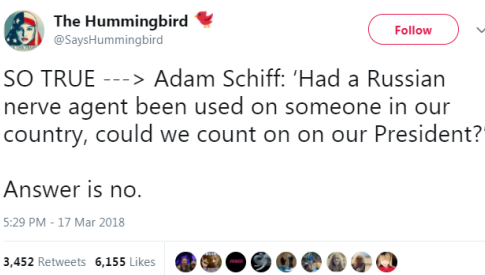 The Hummingbird
@SaysHummingbird
Follow
SO TRUE ---> Adam Schiff: ‘Had a Russian
nerve agent been used on someone in our
country, could we count on on our President?'
Answer is no.
5:29 PM - 17 Mar 2018
3,452 Retweets 6,155 Likes